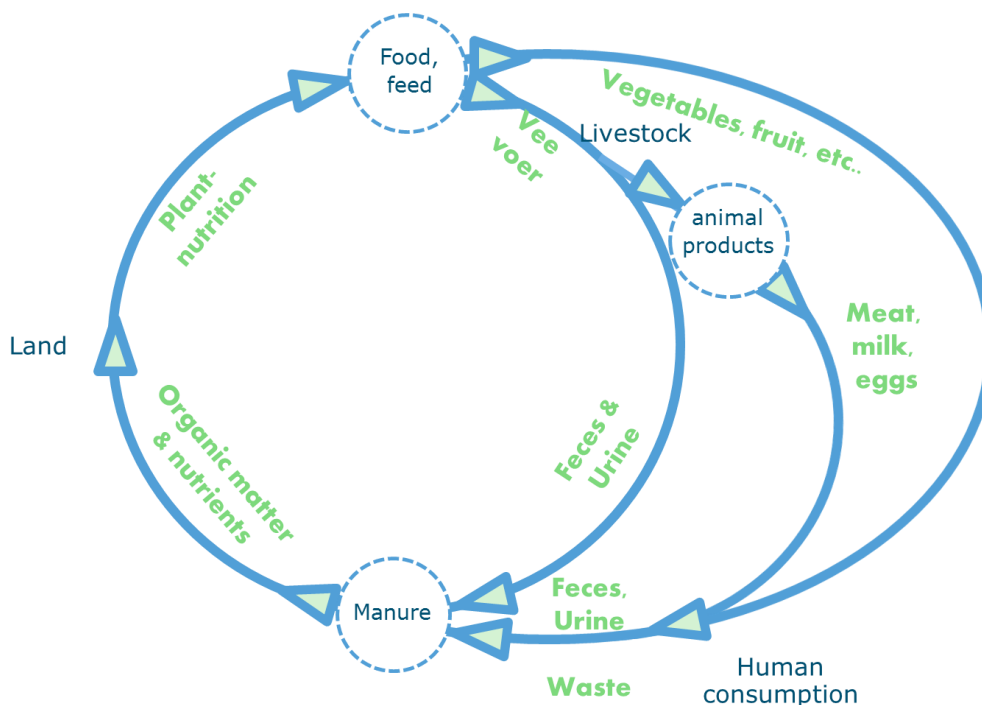 Food,
feed
Vegetables, fruit, etc..
Vee
voer
Livestock
Plant-
nutrition
animal
products
Land
Meat,
milk,
eggs
Organic matter
& nutrients
Feces &
Urine
Manure
Feces,
Urine
Waste
Human
consumption